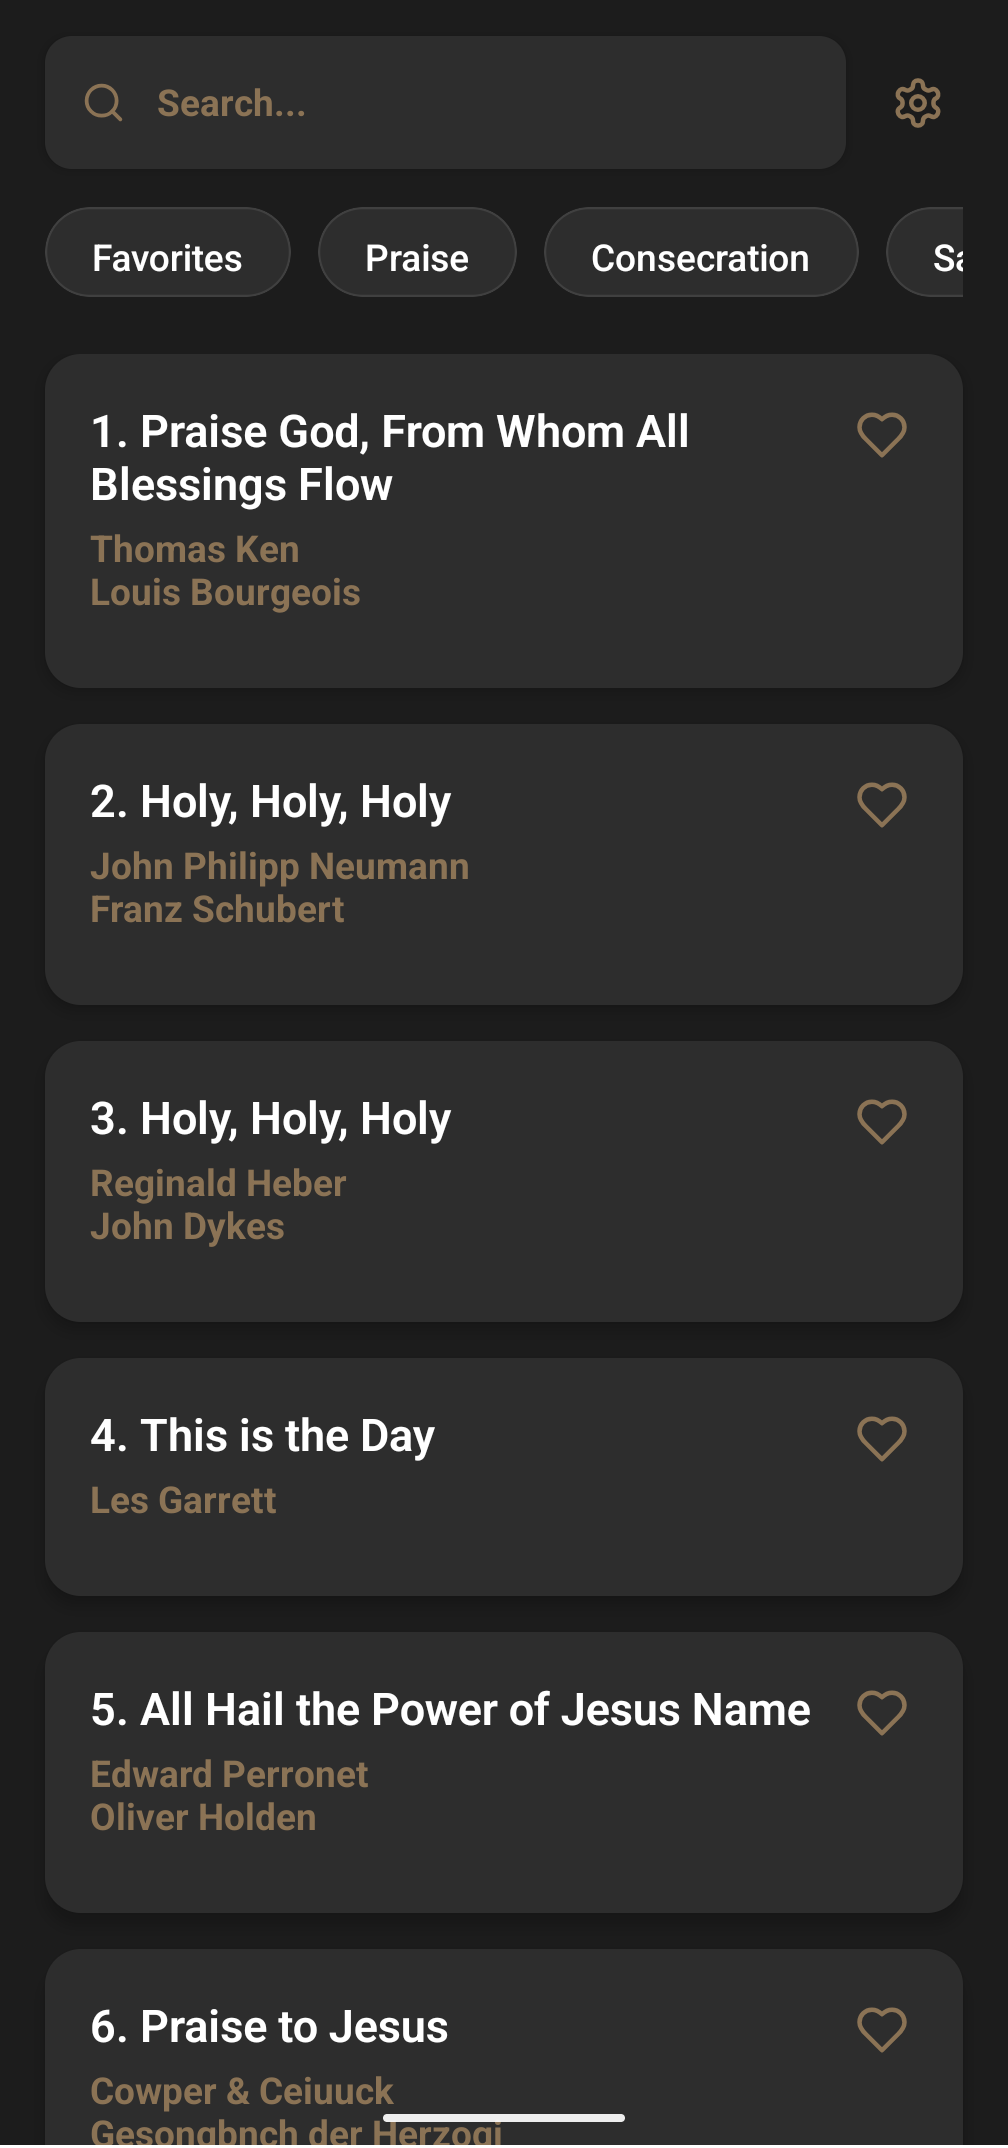 Search...
Favorites
Praise
Consecration
Sa
1. Praise God, From Whom All
Blessings Flow
Thomas Ken
Louis Bourgeois
2. Holy, Holy, Holy
John Philipp Neumann
Franz Schubert
3. Holy, Holy, Holy
Reginald Heber
John Dykes
4. This is the Day
Les Garrett
5. All Hail the Power of Jesus Name
Edward Perronet
Oliver Holden
6. Praise to Jesus
Cowper & Ceiuuck
Gesongbnch der Herzogi